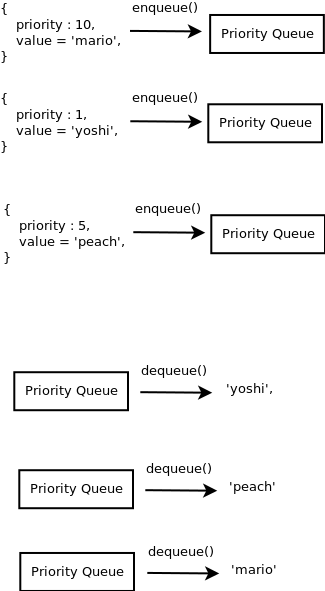 {
priority : 10,
value = 'mario',
}
enqueue()
Priority Queue
{
priority : 1,
value = 'yoshi',
}
enqueue()
Priority Queue
{
priority : 5,
value = 'peach',
}
enqueue()
Priority Queue
Priority Queue
dequeue()
'yoshi',
Priority Queue
dequeue()
'peach'
Priority Queue
dequeue()
'mario'